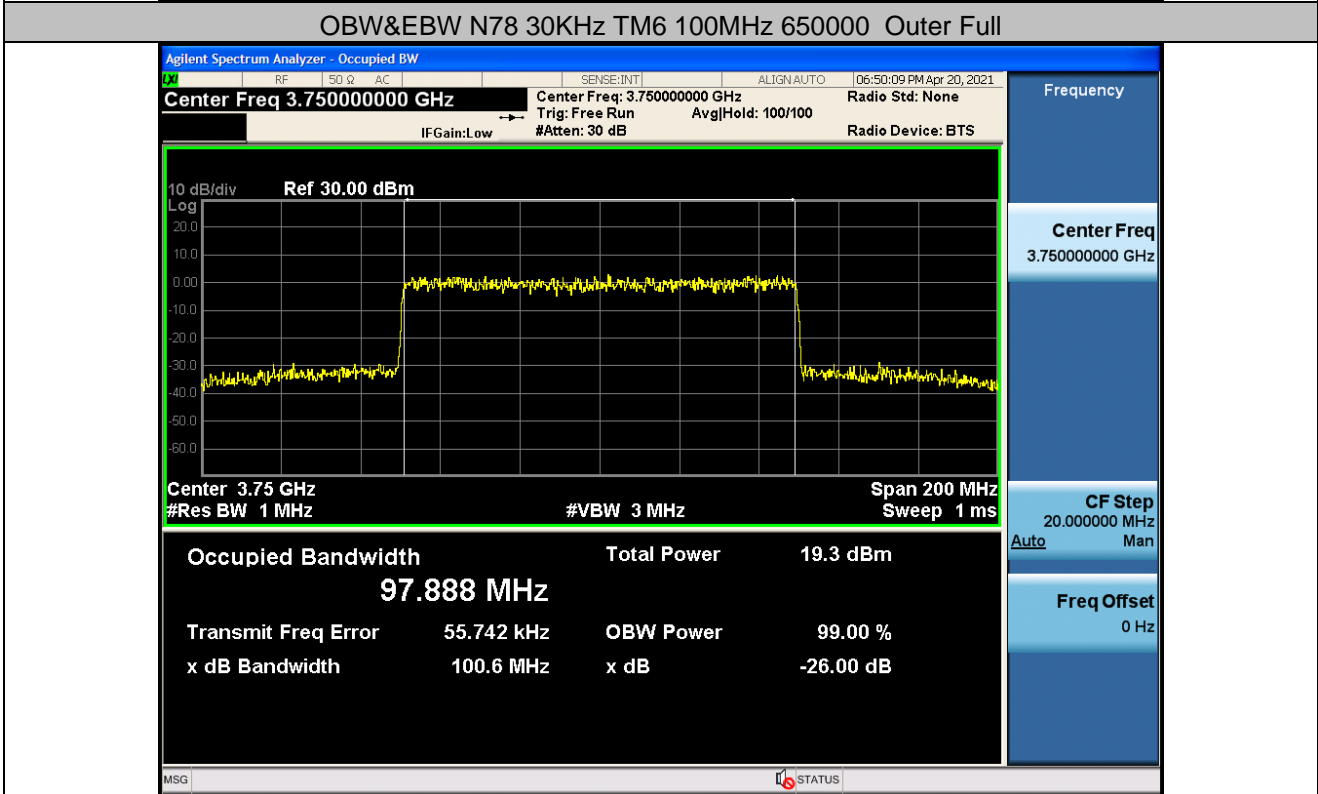 OBW&EBW N78 30KHz TM6 100MHz 650000  Outer Full
Agilent Spectrum Analyzer - Occupied BW
LXI RF 50 Ω AC SENSE:INT ALIGN AUTO 06:50:09 PM Apr 20, 2021
Center Freq 3.750000000 GHz Center Freq: 3.750000000 GHz Radio Std: None
Trig: Free Run Avg|Hold: 100/100
IFGain:Low #Atten: 30 dB Radio Device: BTS
Frequency
10 dB/div Ref 30.00 dBm
Log
20.0
10.0
0.00
-10.0
-20.0
-30.0
-40.0
-50.0
-60.0
Center 3.75 GHz Span 200 MHz
#Res BW 1 MHz #VBW 3 MHz Sweep 1 ms
Center Freq
3.750000000 GHz
CF Step
20.000000 MHz
Auto Man
Freq Offset
0 Hz
Occupied Bandwidth Total Power 19.3 dBm
97.888 MHz
Transmit Freq Error 55.742 kHz OBW Power 99.00 %
x dB Bandwidth 100.6 MHz x dB -26.00 dB
MSG STATUS